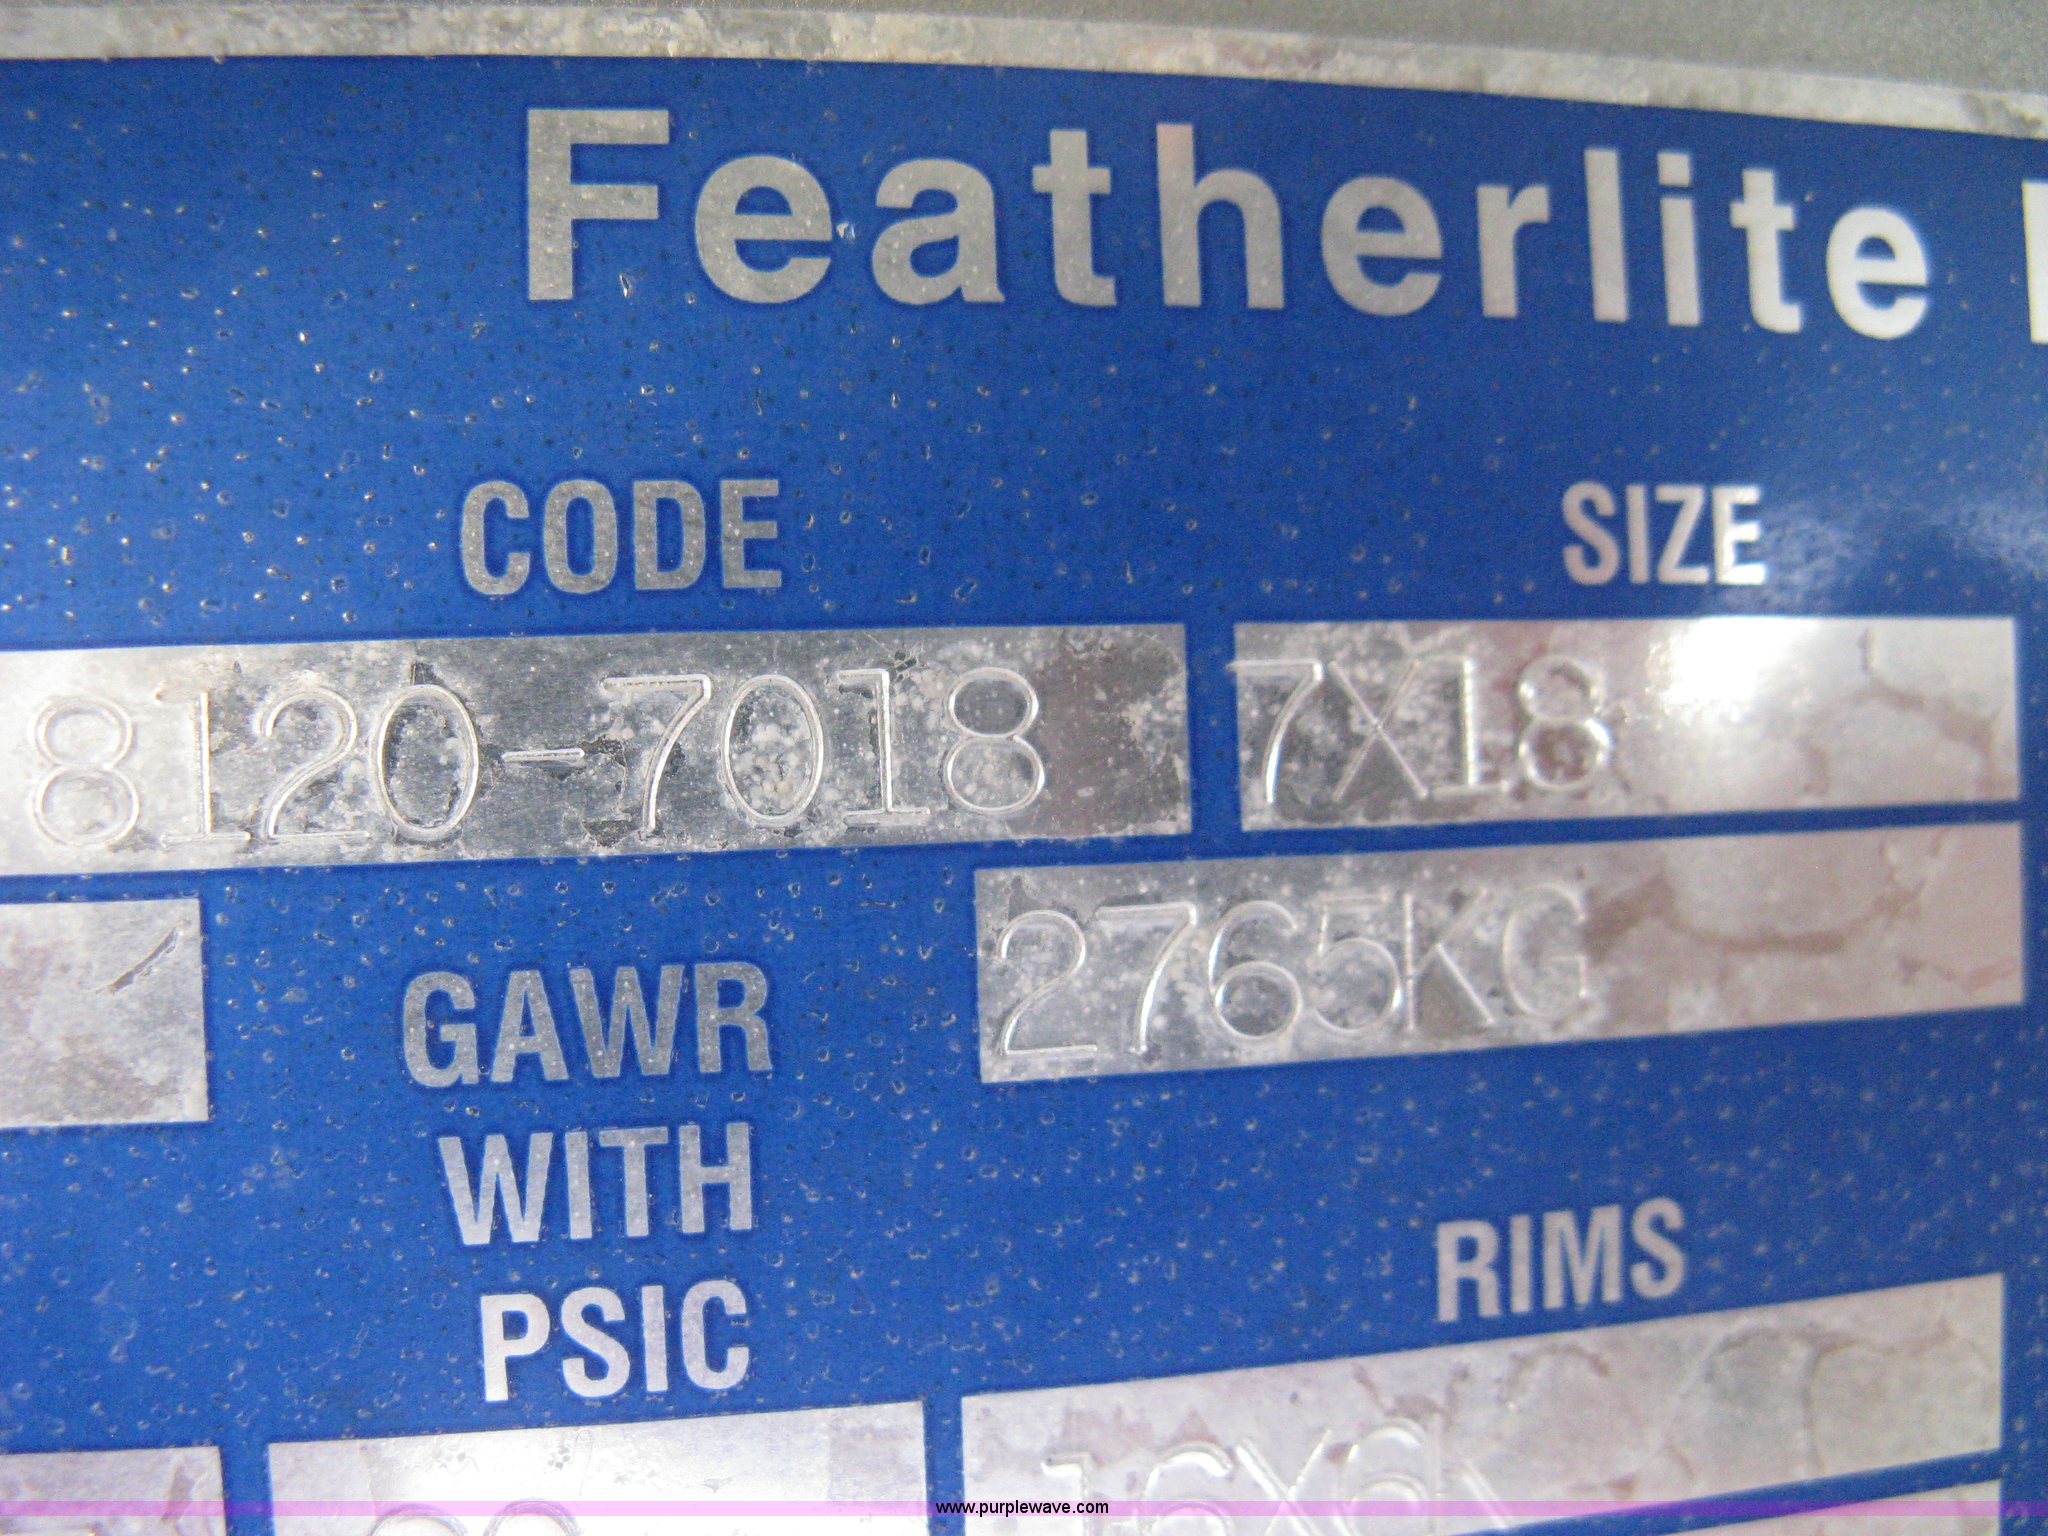 Featherlite
CODE SIZE
8120-7018 7X18
GAWR 2765KG
WITH
PSIC
RIMS
www.purplewave.com